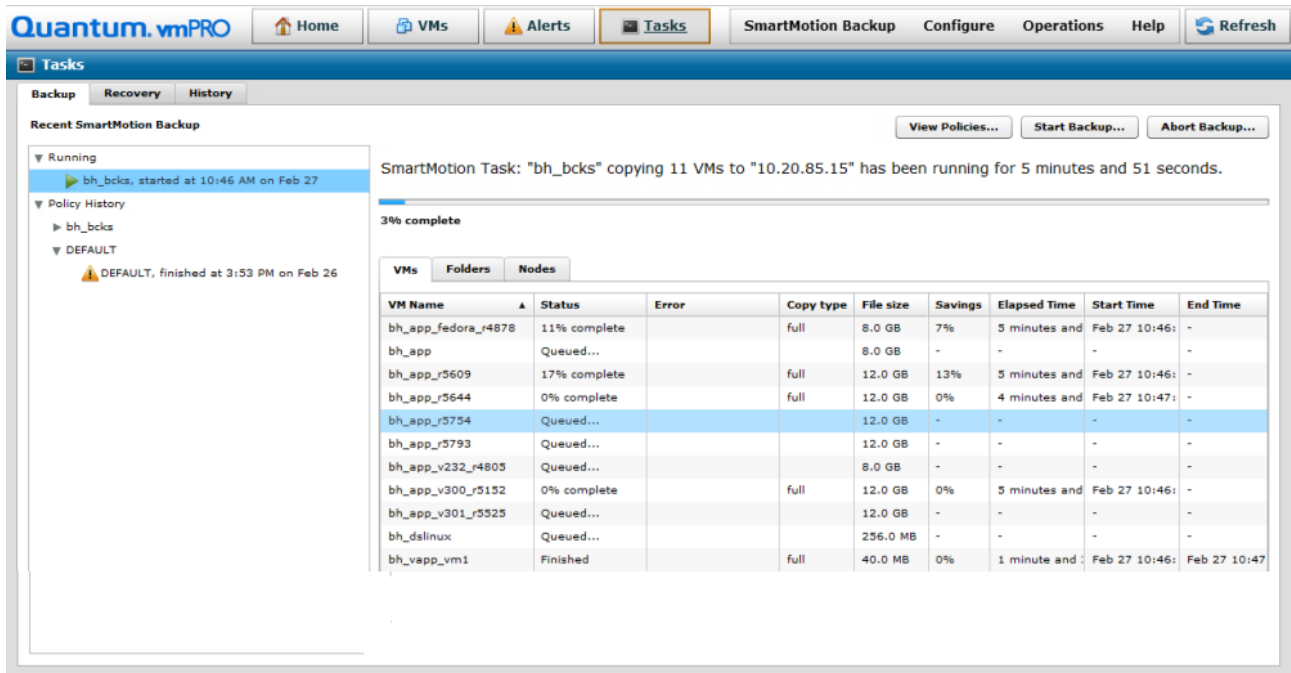 Quantum. vmPRO Home VMs Alerts Tasks SmartMotion Backup Configure Operations Help Refresh
Tasks
Backup Recovery History
Recent SmartMotion Backup
View Policies... Start Backup... Abort Backup...
Running
bh_bcks, started at 10:46 AM on Feb 27
Policy History
bh_bcks
DEFAULT
DEFAULT, finished at 3:53 PM on Feb 26
SmartMotion Task: "bh_bcks" copying 11 VMs to "10.20.85.15" has been running for 5 minutes and 51 seconds.
3% complete
VMs Folders Nodes
VM Name Status Error Copy type File size Savings Elapsed Time Start Time End Time
bh_app_fedora_r4878 11% complete full 8.0 GB 7% 5 minutes and Feb 27 10:46: -
bh_app Queued... 8.0 GB - - - -
bh_app_r5609 17% complete full 12.0 GB 13% 5 minutes and Feb 27 10:46: -
bh_app_r5644 0% complete full 12.0 GB 0% 4 minutes and Feb 27 10:47: -
bh_app_r5754 Queued... 12.0 GB - - - -
bh_app_r5793 Queued... 12.0 GB - - - -
bh_app_v232_r4805 Queued... 8.0 GB - - - -
bh_app_v300_r5152 0% complete full 12.0 GB 0% 5 minutes and Feb 27 10:46: -
bh_app_v301_r5525 Queued... 12.0 GB - - - -
bh_dslinux Queued... 256.0 MB - - - -
bh_vapp_vm1 Finished full 40.0 MB 0% 1 minute and Feb 27 10:46: Feb 27 10:47